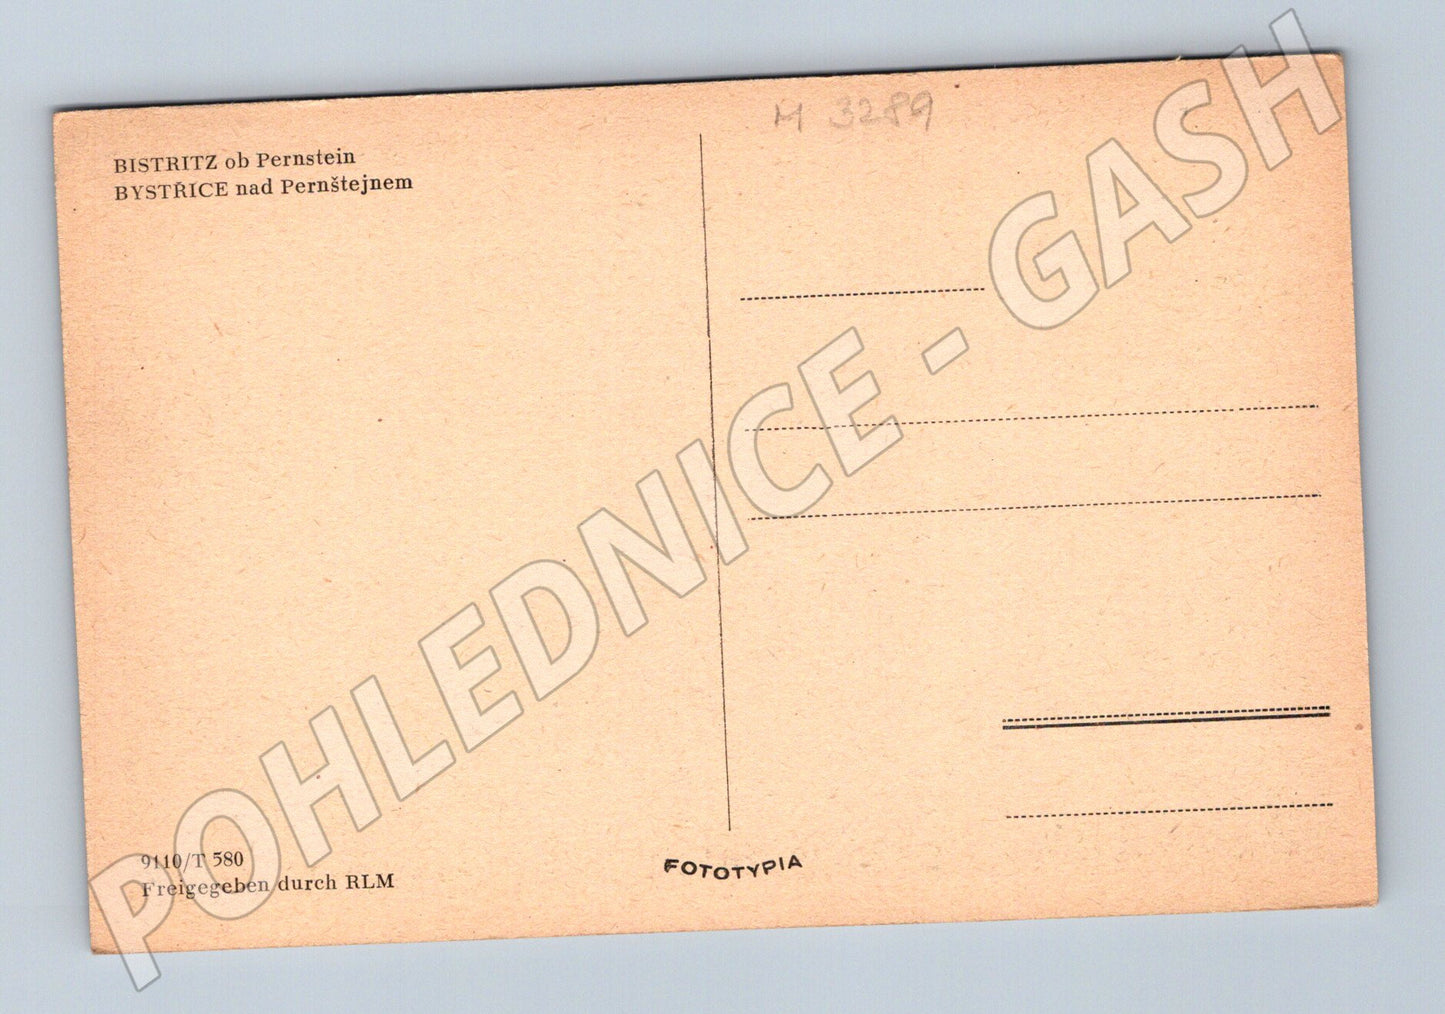 M 3289
BISTRITZ ob Pernstein
BYSTŘICE nad Pernštejnem
POHLEDNICE - GASH
9110/T 580
Freigegeben durch RLM
FOTOTYPIA